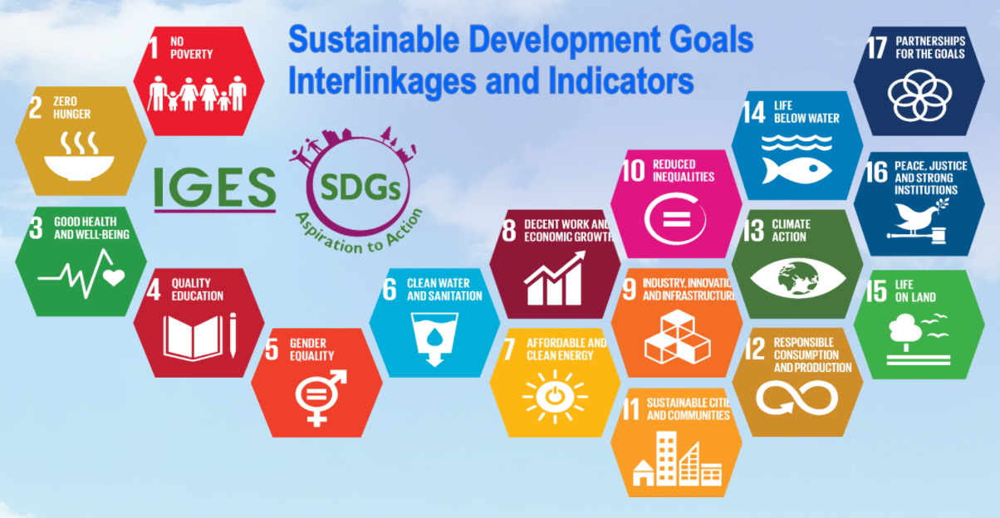 Sustainable Development Goals
Interlinkages and Indicators
1 NO
POVERTY
2 ZERO
HUNGER
IGES
SDGs
Aspiration to Action
3 GOOD HEALTH
AND WELL-BEING
4 QUALITY
EDUCATION
5 GENDER
EQUALITY
6 CLEAN WATER
AND SANITATION
7 AFFORDABLE AND
CLEAN ENERGY
8 DECENT WORK AND
ECONOMIC GROWTH
9 INDUSTRY, INNOVATIO
AND INFRASTRUCTURE
10 REDUCED
INEQUALITIES
11 SUSTAINABLE CITIE
AND COMMUNITIES
12 RESPONSIBLE
CONSUMPTION
AND PRODUCTION
13 CLIMATE
ACTION
14 LIFE
BELOW WATER
15 LIFE
ON LAND
16 PEACE, JUSTICE
AND STRONG
INSTITUTIONS
17 PARTNERSHIPS
FOR THE GOALS